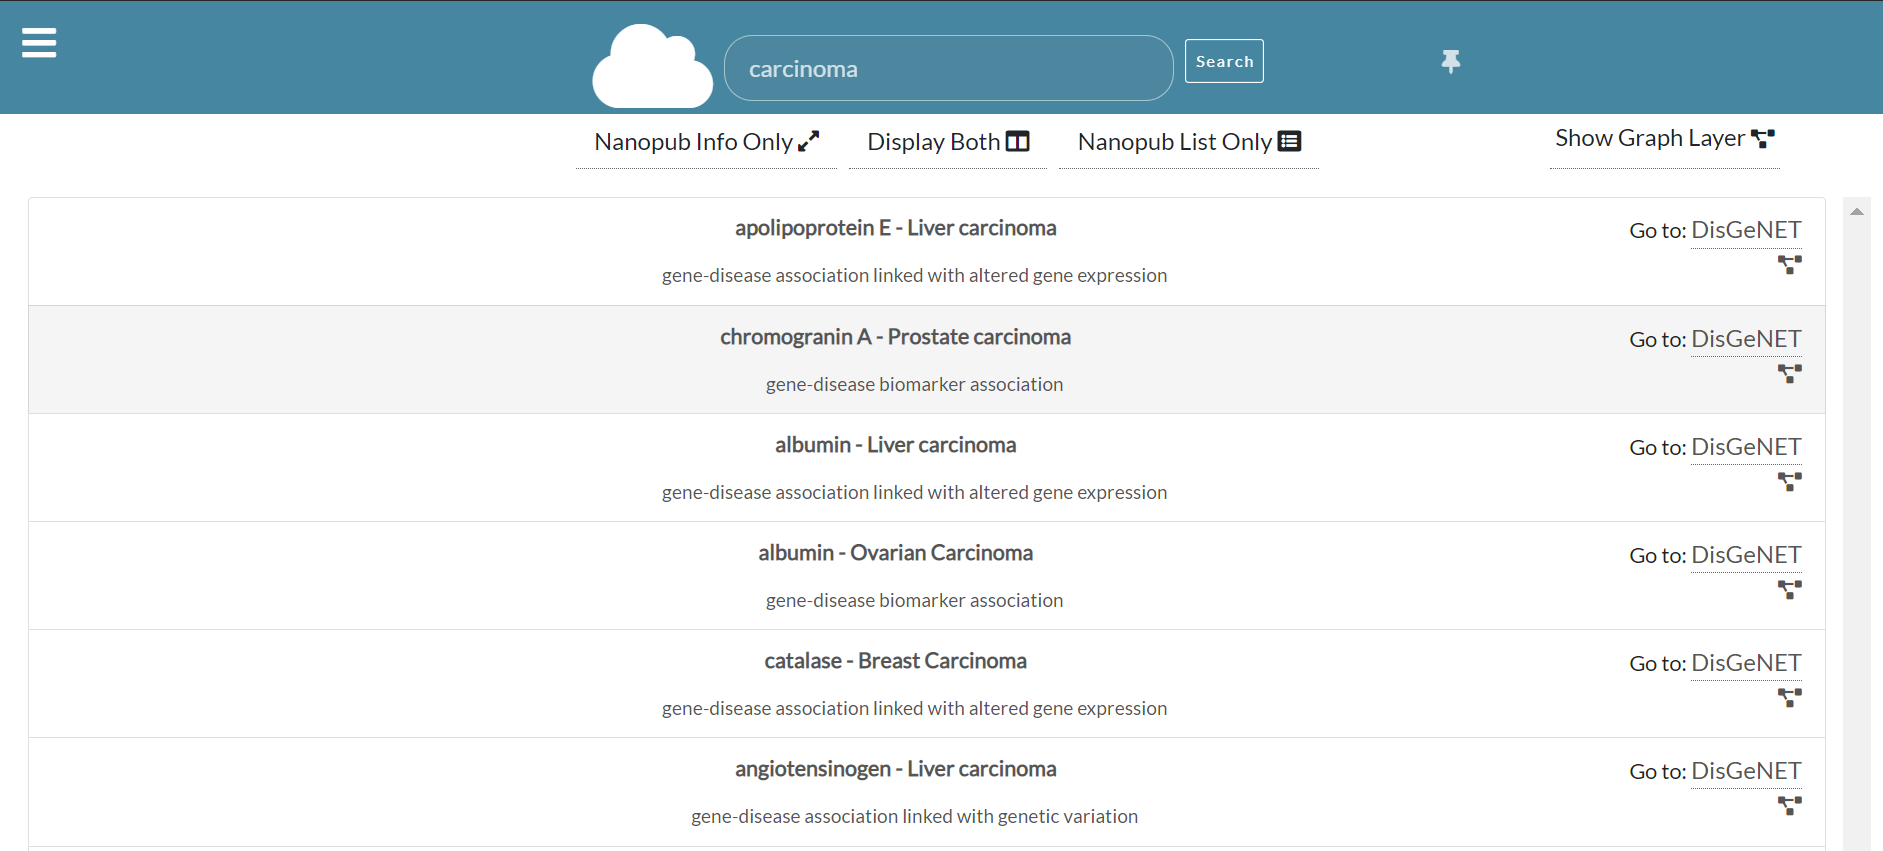 carcinoma
Search
Nanopub Info Only
Display Both
Nanopub List Only
Show Graph Layer
apolipoprotein E - Liver carcinoma
Go to: DisGeNET
gene-disease association linked with altered gene expression
chromogranin A - Prostate carcinoma
Go to: DisGeNET
gene-disease biomarker association
albumin - Liver carcinoma
Go to: DisGeNET
gene-disease association linked with altered gene expression
albumin - Ovarian Carcinoma
Go to: DisGeNET
gene-disease biomarker association
catalase - Breast Carcinoma
Go to: DisGeNET
gene-disease association linked with altered gene expression
angiotensinogen - Liver carcinoma
Go to: DisGeNET
gene-disease association linked with genetic variation